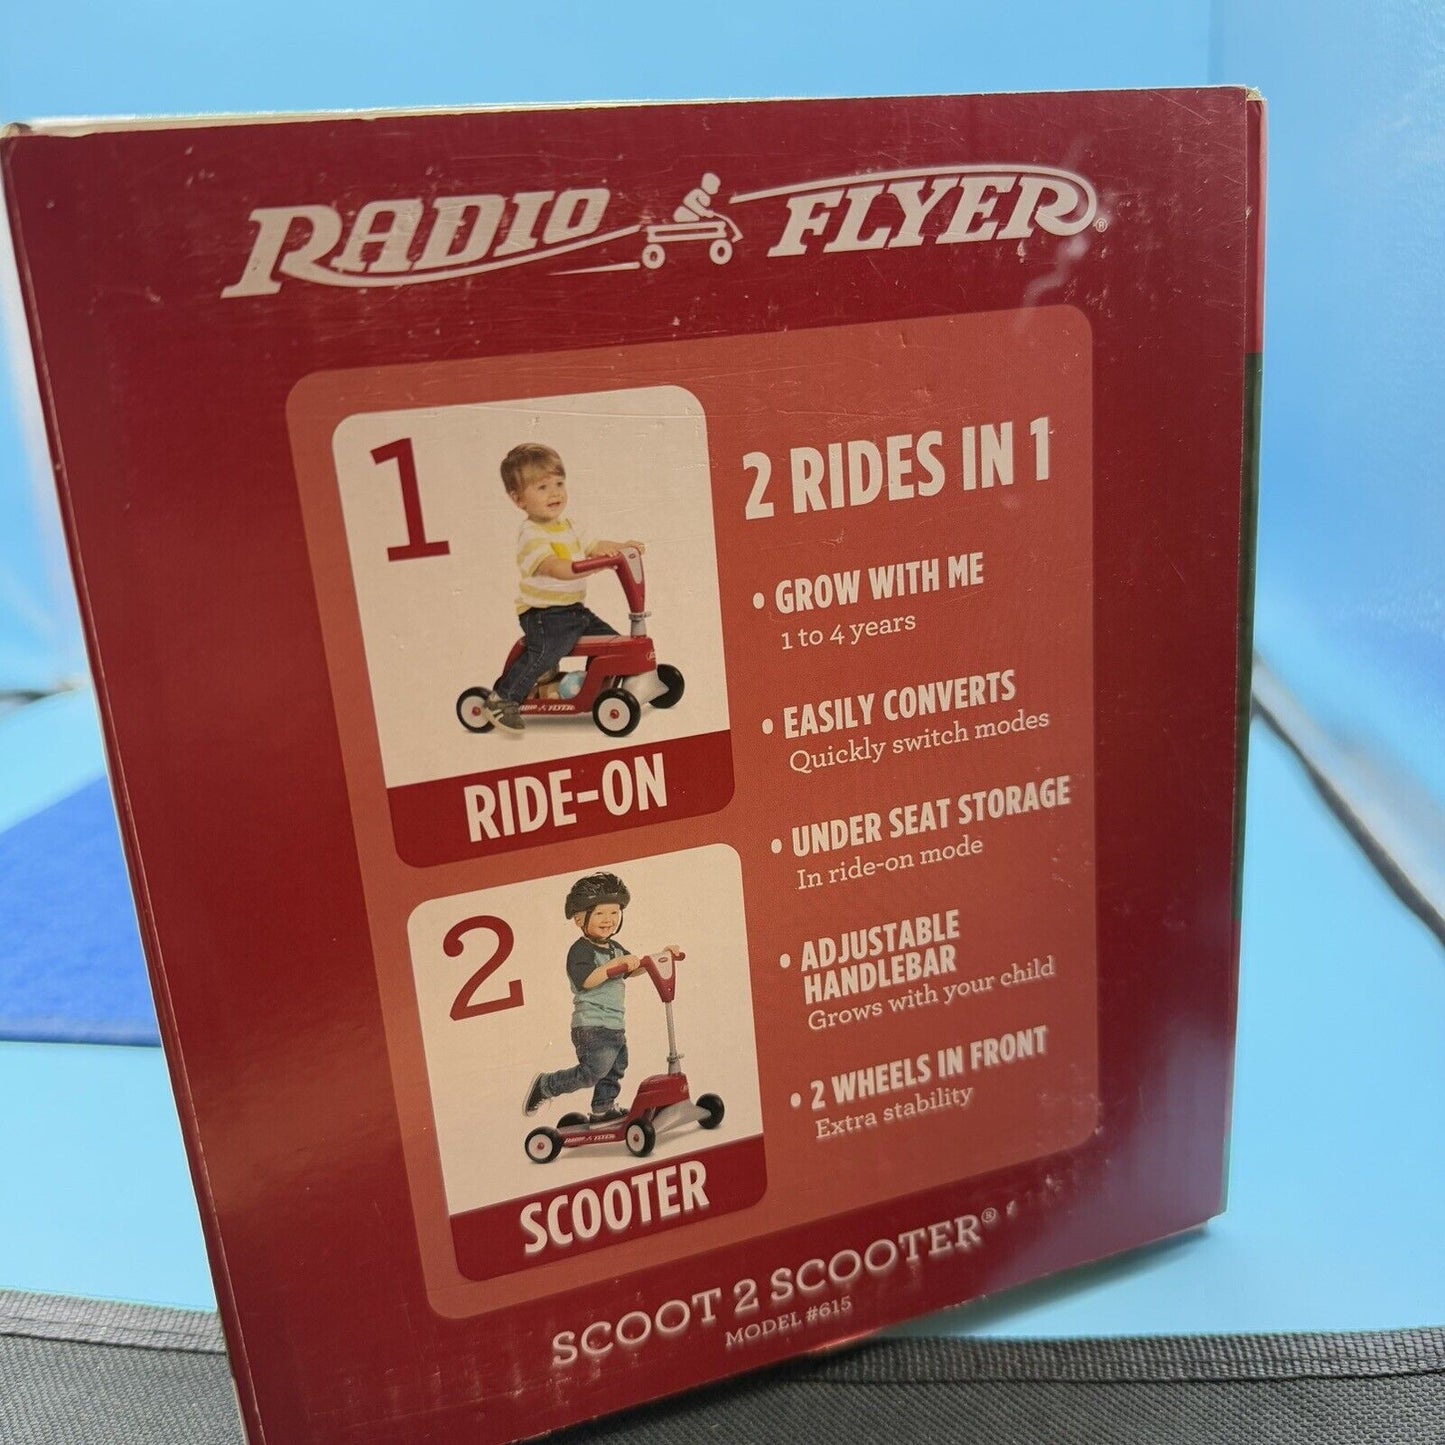 RADIO FLYER®
1
RIDE-ON
2
SCOOTER
2 RIDES IN 1
• GROW WITH ME
1 to 4 years
• EASILY CONVERTS
Quickly switch modes
• UNDER SEAT STORAGE
In ride-on mode
• ADJUSTABLE
HANDLEBAR
Grows with your child
• 2 WHEELS IN FRONT
Extra stability
SCOOT 2 SCOOTER®
MODEL #615